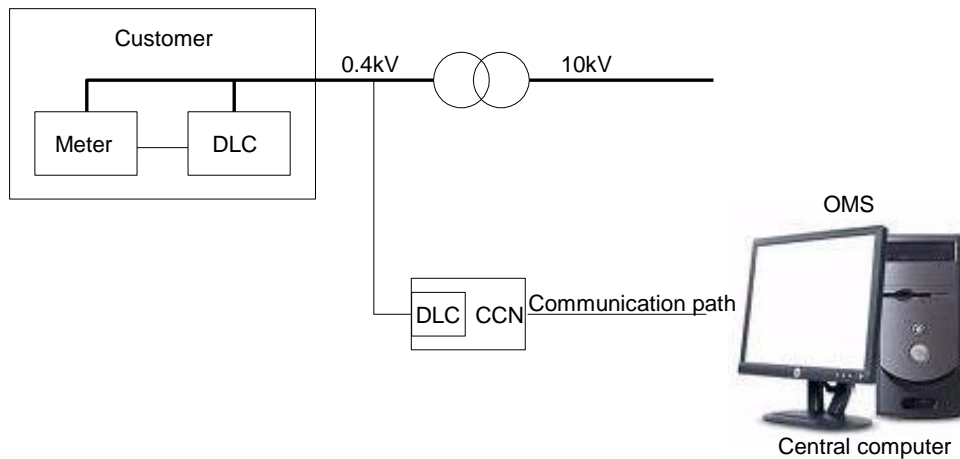 Customer
0.4kV
10kV
Meter
DLC
OMS
DLC
CCN
Communication path
Central computer